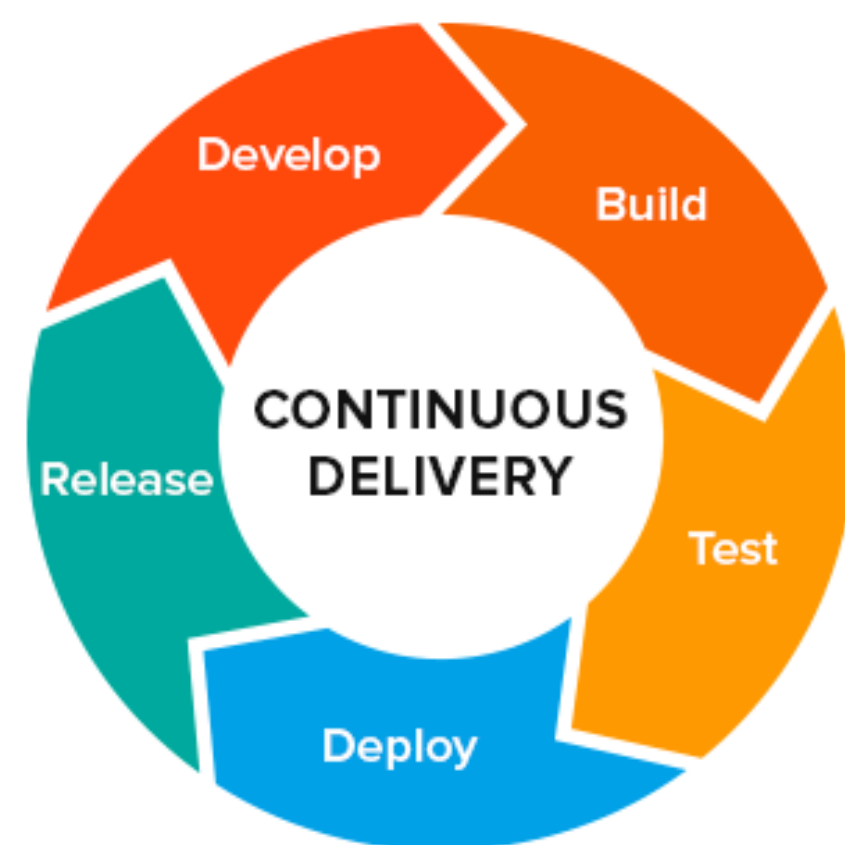 Develop
Build
CONTINUOUS
DELIVERY
Release
Test
Deploy